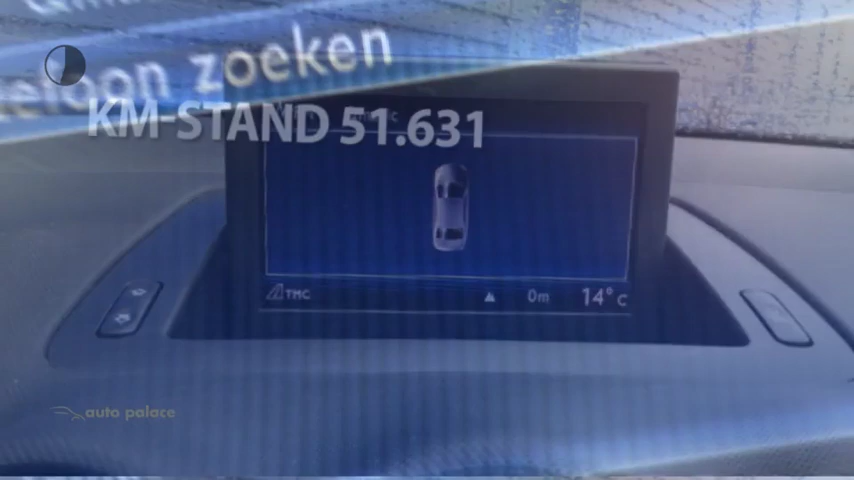 zoeken
KM-STAND 51.631
TMC
0m
14°C
auto palace